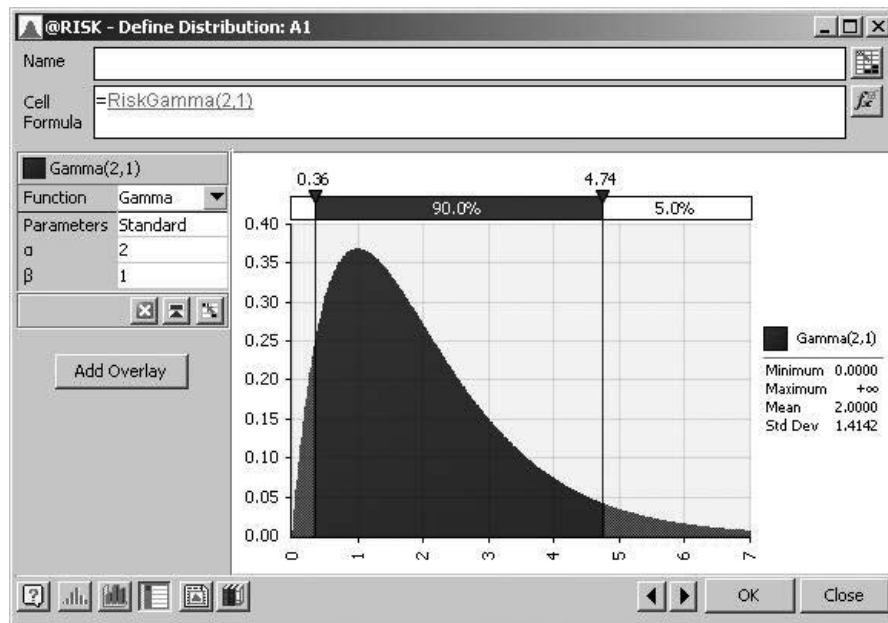 @RISK - Define Distribution: A1
Name
Cell Formula
=RiskGamma(2,1)
Gamma(2,1)
Function Gamma
Parameters Standard
α 2
β 1
Add Overlay
0.36 4.74
90.0% 5.0%
0.40
0.35
0.30
0.25
0.20
0.15
0.10
0.05
0.00
0 1 2 3 4 5 6 7
Gamma(2,1)
Minimum 0.0000
Maximum +∞
Mean 2.0000
Std Dev 1.4142
OK
Close